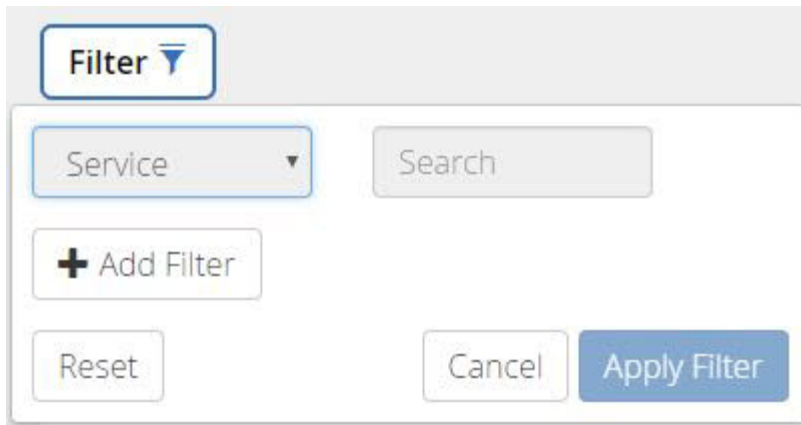 Filter
Service Search
Add Filter
Reset Cancel Apply Filter